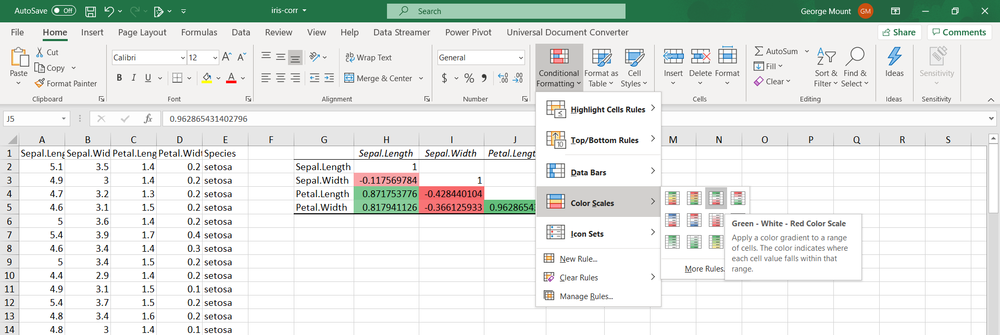 AutoSave Off iris-corr Search George Mount GM
File Home Insert Page Layout Formulas Data Review View Help Data Streamer Power Pivot Universal Document Converter Share Comments
Paste Cut Copy Format Painter
Clipboard
Calibri 12
B I U A
Font
ab Wrap Text
Merge & Center
Alignment
General
$ % 9 .00 .00
Number
Conditional Formatting
Format as Table
Cell Styles
Insert Delete Format
Cells
AutoSum
Fill
Clear
Sort & Filter
Find & Select
Editing
Ideas
Ideas
Sensitivity
Sensitivity
J5 fx 0.962865431402796
A B C D E F G H I J M N O P Q R S
1 Sepal.Leng Sepal.Wid Petal.Leng Petal.Widt Species Sepal.Length Sepal.Width Petal.Lengt
2 5.1 3.5 1.4 0.2 setosa Sepal.Length 1
3 4.9 3 1.4 0.2 setosa Sepal.Width -0.117569784 1
4 4.7 3.2 1.3 0.2 setosa Petal.Length 0.871753776 -0.428440104
5 4.6 3.1 1.5 0.2 setosa Petal.Width 0.817941126 -0.366125933 0.9628654
6 5 3.6 1.4 0.2 setosa
7 5.4 3.9 1.7 0.4 setosa
8 4.6 3.4 1.4 0.3 setosa
9 5 3.4 1.5 0.2 setosa
10 4.4 2.9 1.4 0.2 setosa
11 4.9 3.1 1.5 0.1 setosa
12 5.4 3.7 1.5 0.2 setosa
13 4.8 3.4 1.6 0.2 setosa
14 4.8 3 1.4 0.1 setosa
Highlight Cells Rules
Top/Bottom Rules
10
Data Bars
Color Scales
Icon Sets
New Rule...
Clear Rules
Manage Rules...
More Rules.
Green - White - Red Color Scale
Apply a color gradient to a range
of cells. The color indicates where
each cell value falls within that
range.